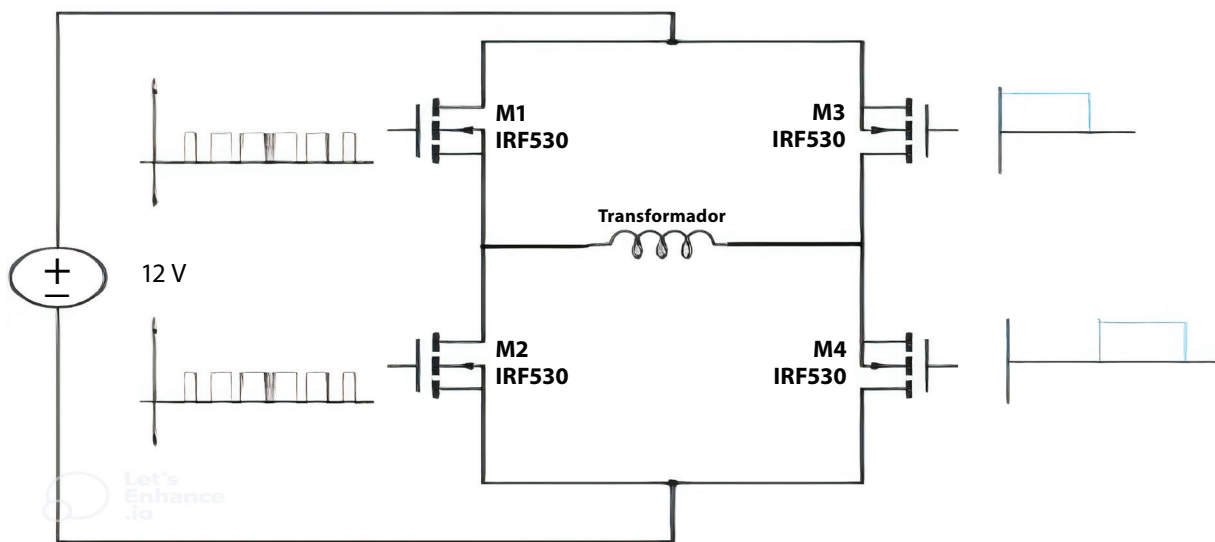 M1
IRF530
M3
IRF530
Transformador
+
−
12 V
M2
IRF530
M4
IRF530
Let's
Enhance
.io